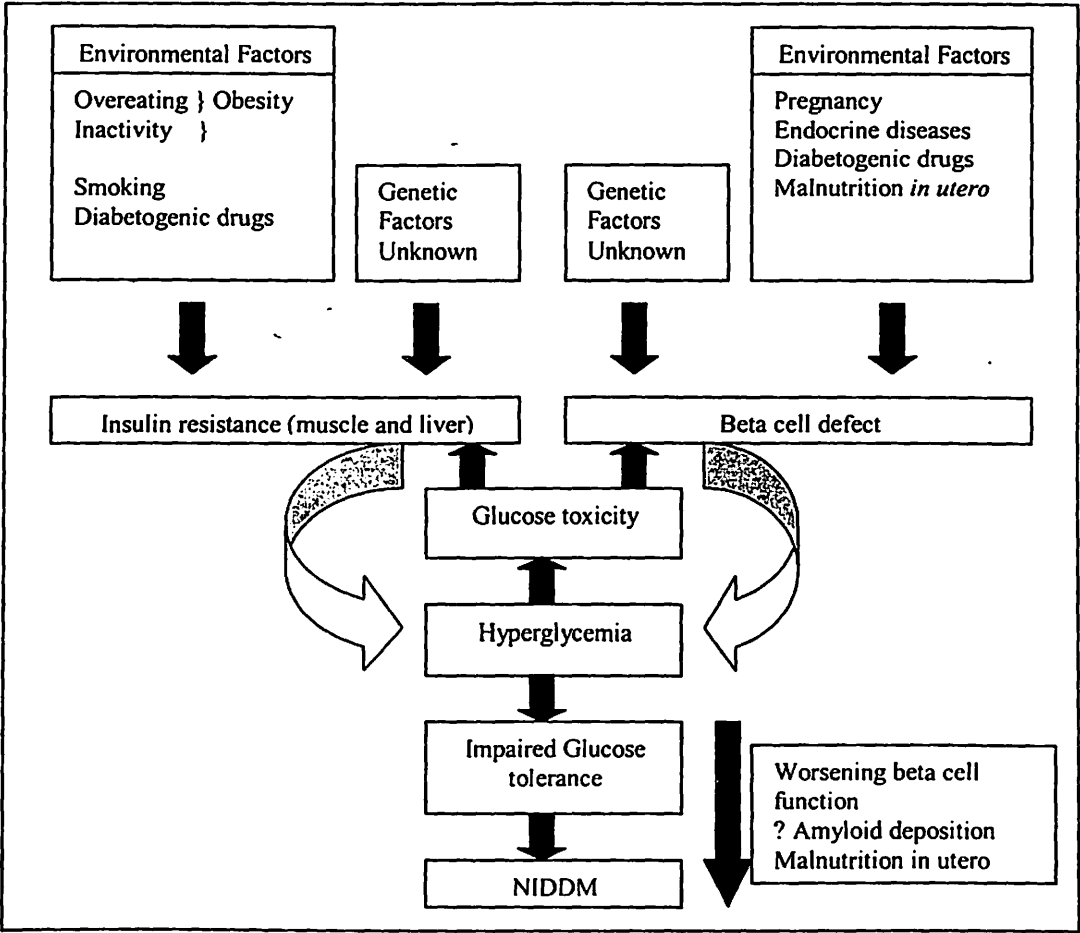 Environmental Factors
Overeating } Obesity
Inactivity }
Smoking
Diabetogenic drugs
Genetic
Factors
Unknown
Genetic
Factors
Unknown
Environmental Factors
Pregnancy
Endocrine diseases
Diabetogenic drugs
Malnutrition in utero
Insulin resistance (muscle and liver)
Beta cell defect
Glucose toxicity
Hyperglycemia
Impaired Glucose
tolerance
NIDDM
Worsening beta cell
function
? Amyloid deposition
Malnutrition in utero